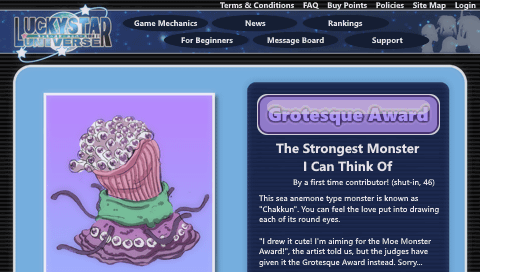 Terms & Conditions FAQ Buy Points Policies Site Map Login
LUCKYSTAR
UNIVERSE
Game Mechanics News Rankings
For Beginners Message Board Support
Grotesque Award
The Strongest Monster
I Can Think Of
By a first time contributor! (shut-in, 46)
This sea anemone type monster is known as
"Chakkun". You can feel the love put into drawing
each of its round eyes.
"I drew it cute! I'm aiming for the Moe Monster
Award!", the artist told us, but the judges have
given it the Grotesque Award instead. Sorry...